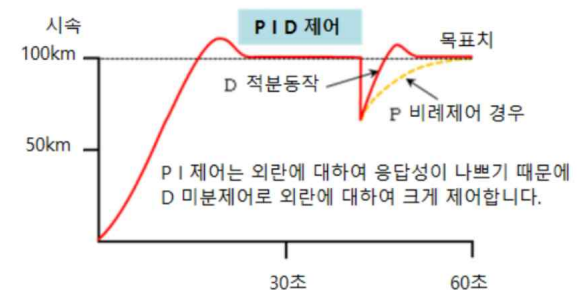 시속
PID 제어
100km
목표치
D 적분동작
P 비례제어 경우
50km
PI 제어는 외란에 대하여 응답성이 나쁘기 때문에
D 미분제어로 외란에 대하여 크게 제어합니다.
30초
60초